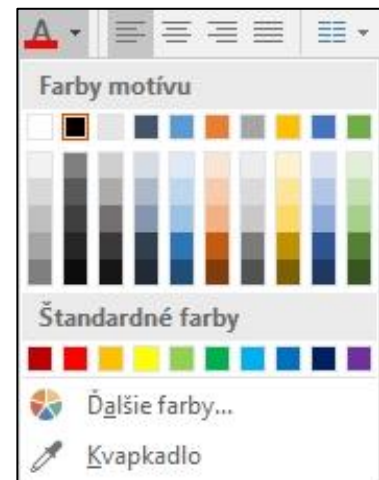 A
Farby motívu
Štandardné farby
Ďalšie farby...
Kvapkadlo